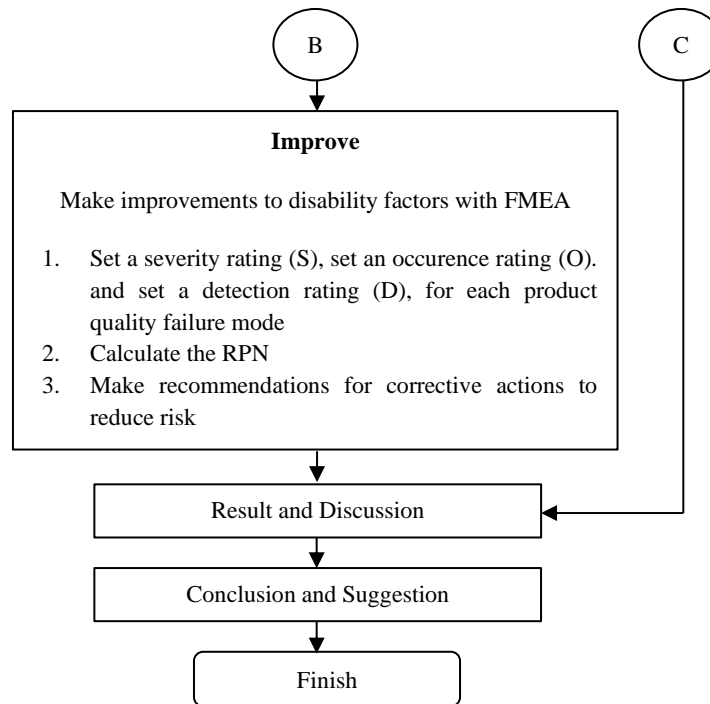 B
C
Improve
Make improvements to disability factors with FMEA
1. Set a severity rating (S), set an occurence rating (O).
and set a detection rating (D), for each product
quality failure mode
2. Calculate the RPN
3. Make recommendations for corrective actions to
reduce risk
Result and Discussion
Conclusion and Suggestion
Finish